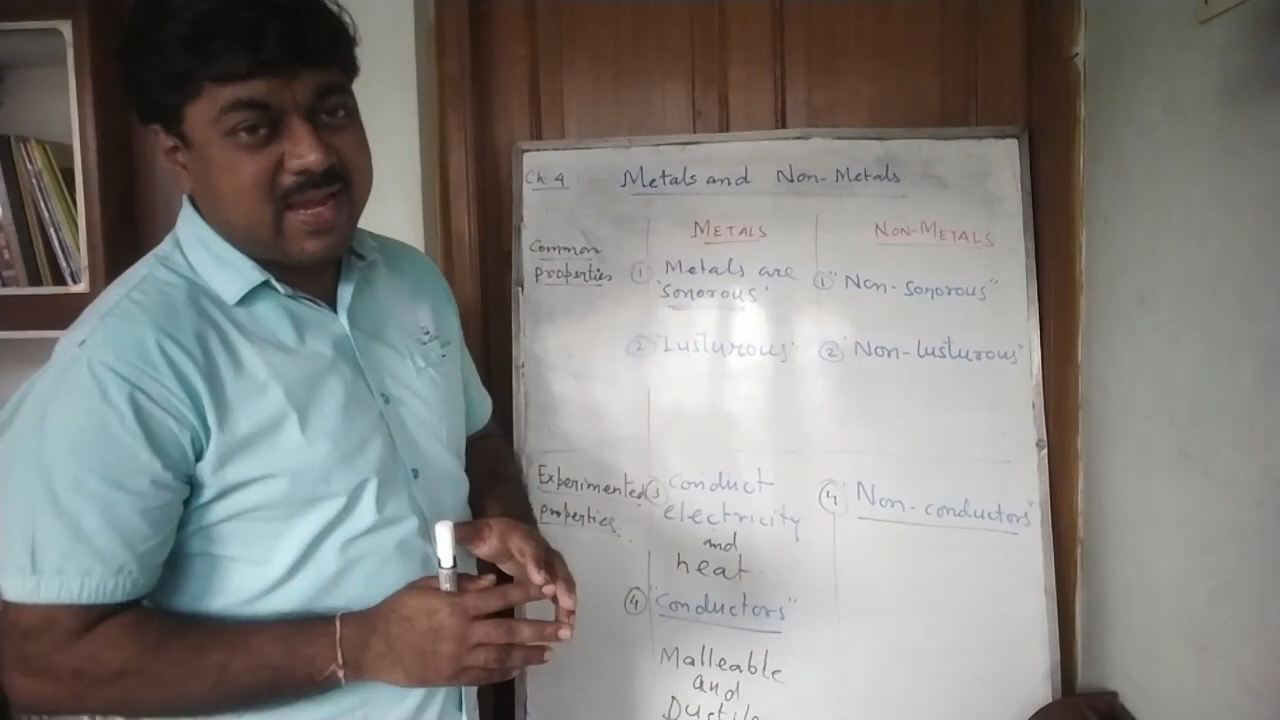 Ch. 4 : Metals and Non-Metals
METALS
NON-METALS
Common
properties
① Metals are
'Sonorous'
① "Non-Sonorous"
② 'Lusturous'
② 'Non-lusturous'
Experimented
properties
③ conduct
electricity
and
heat
④ "Conductors"
Malleable
and
Ductile
④ "Non-conductors"